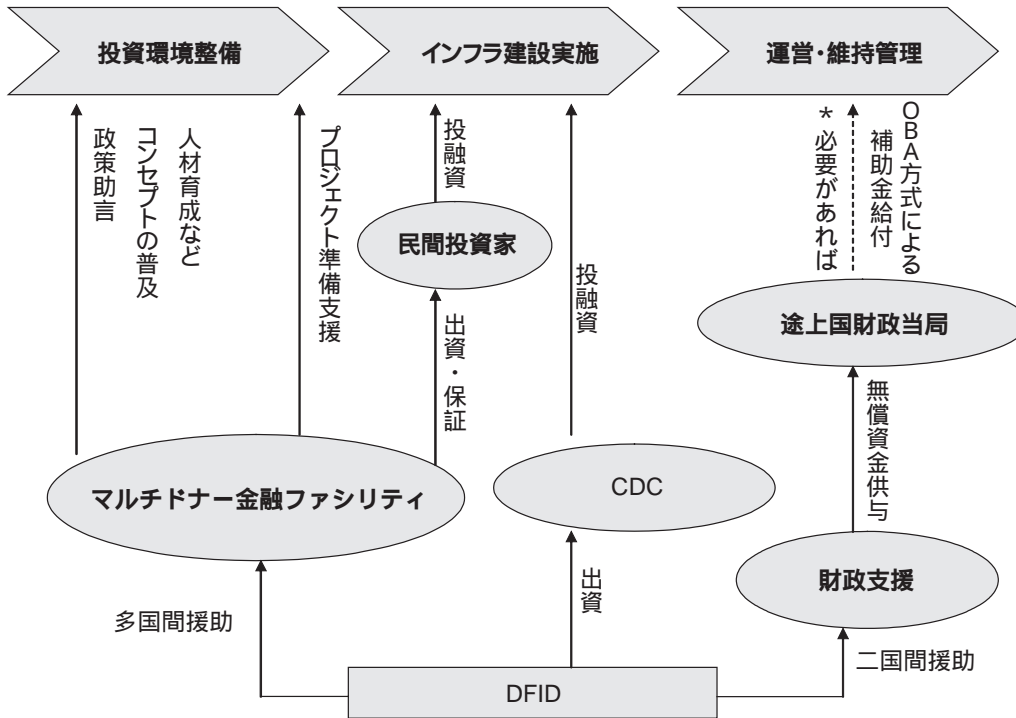 投資環境整備
インフラ建設実施
運営・維持管理
政策助言
コンセプトの普及
人材育成など
プロジェクト準備支援
投融資
民間投資家
出資・保証
投融資
*必要があれば
補助金給付
OBA方式による
途上国財政当局
無償資金供与
マルチドナー金融ファシリティ
CDC
財政支援
多国間援助
出資
二国間援助
DFID